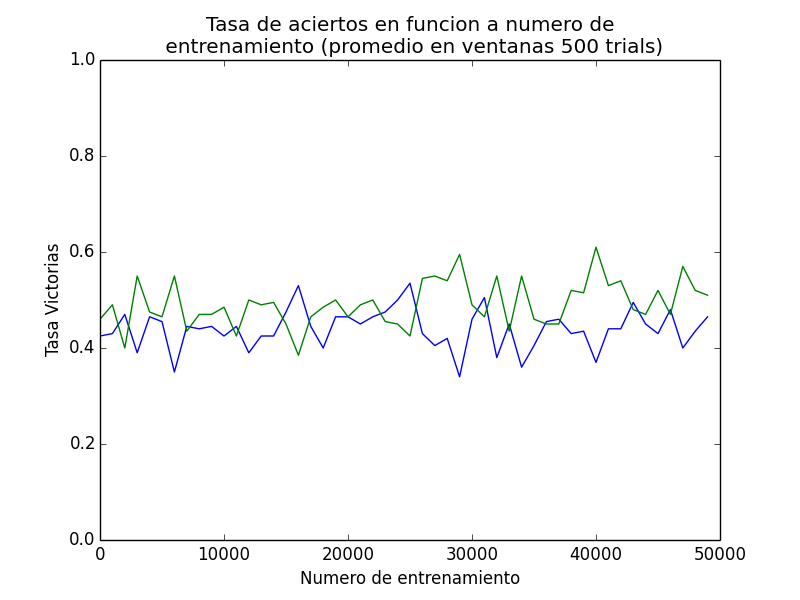 Tasa de aciertos en funcion a numero de
entrenamiento (promedio en ventanas 500 trials)
1.0
0.8
0.6
0.4
0.2
0.0
Tasa Victorias
0 10000 20000 30000 40000 50000
Numero de entrenamiento